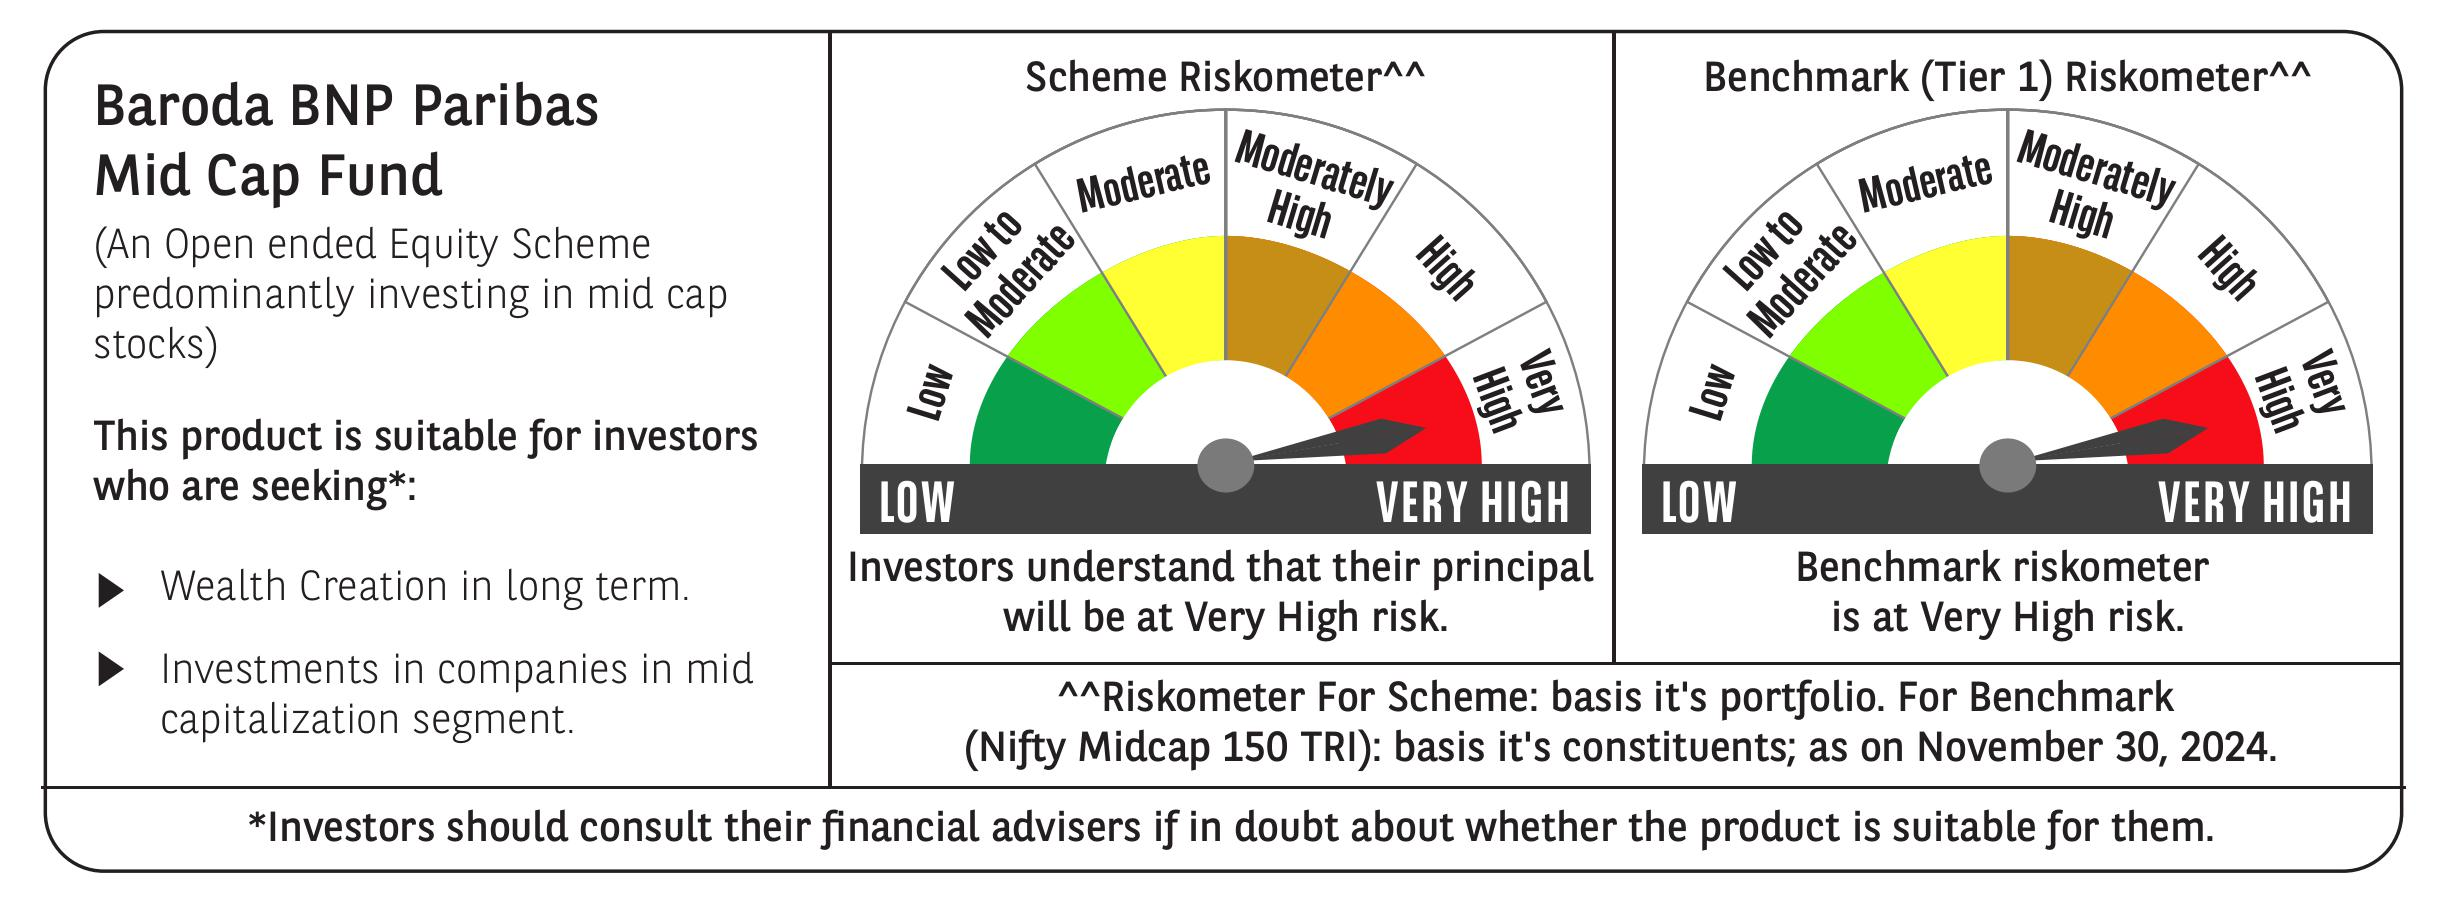 Baroda BNP Paribas
Mid Cap Fund
(An Open ended Equity Scheme
predominantly investing in mid cap
stocks)
This product is suitable for investors
who are seeking*:
Wealth Creation in long term.
Investments in companies in mid
capitalization segment.
Scheme Riskometer^^
Low
Low to
Moderate
Moderate
Moderately
High
High
Very
High
LOW
VERY HIGH
Investors understand that their principal
will be at Very High risk.
Benchmark (Tier 1) Riskometer^^
Low
Low to
Moderate
Moderate
Moderately
High
High
Very
High
LOW
VERY HIGH
Benchmark riskometer
is at Very High risk.
^^Riskometer For Scheme: basis it's portfolio. For Benchmark
(Nifty Midcap 150 TRI): basis it's constituents; as on November 30, 2024.
*Investors should consult their financial advisers if in doubt about whether the product is suitable for them.